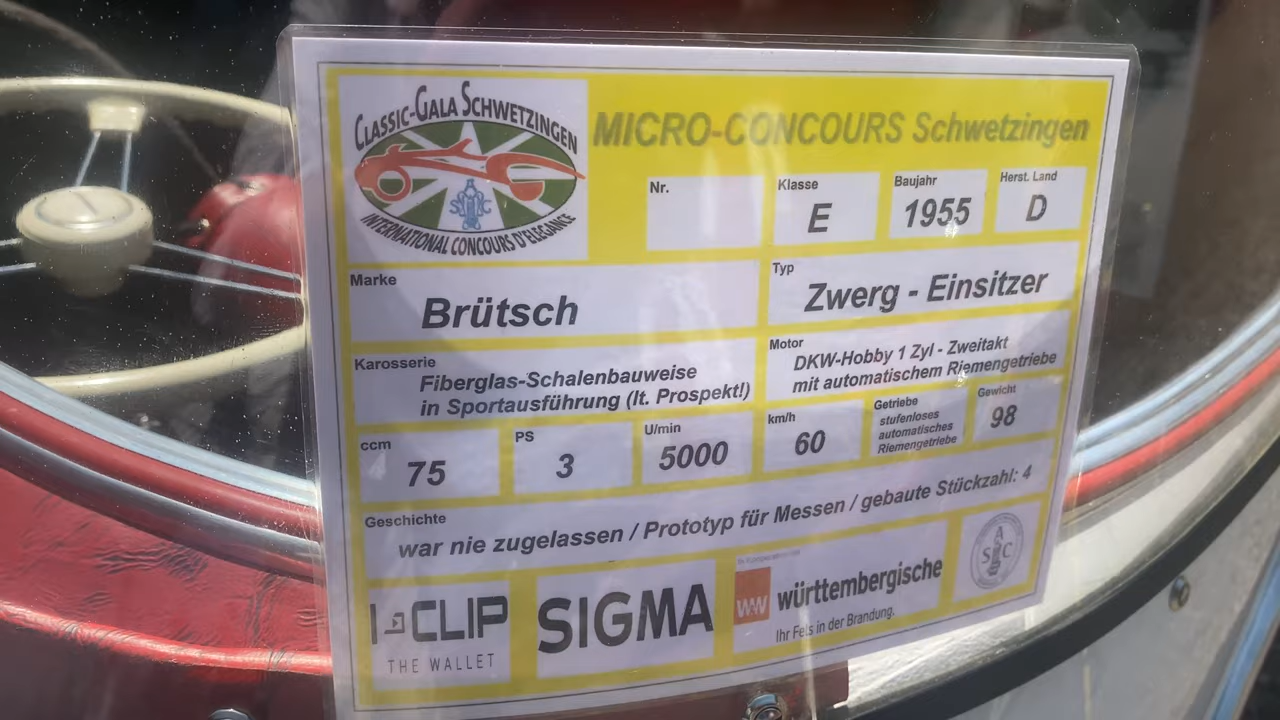 CLASSIC-GALA SCHWETZINGEN
INTERNATIONAL CONCOURS D'ELEGANCE
MICRO-CONCOURS Schwetzingen
Nr.
Klasse
E
Baujahr
1955
Herst. Land
D
Marke
Brütsch
Typ
Zwerg - Einsitzer
Karosserie
Fiberglas-Schalenbauweise
in Sportausführung (lt. Prospekt!)
Motor
DKW-Hobby 1 Zyl - Zweitakt
mit automatischem Riemengetriebe
ccm
75
PS
3
U/min
5000
km/h
60
Getriebe
stufenloses
automatisches
Riemengetriebe
Gewicht
98
Geschichte
war nie zugelassen / Prototyp für Messen / gebaute Stückzahl: 4
I-CLIP
THE WALLET
SIGMA
WW
württembergische
Ihr Fels in der Brandung.